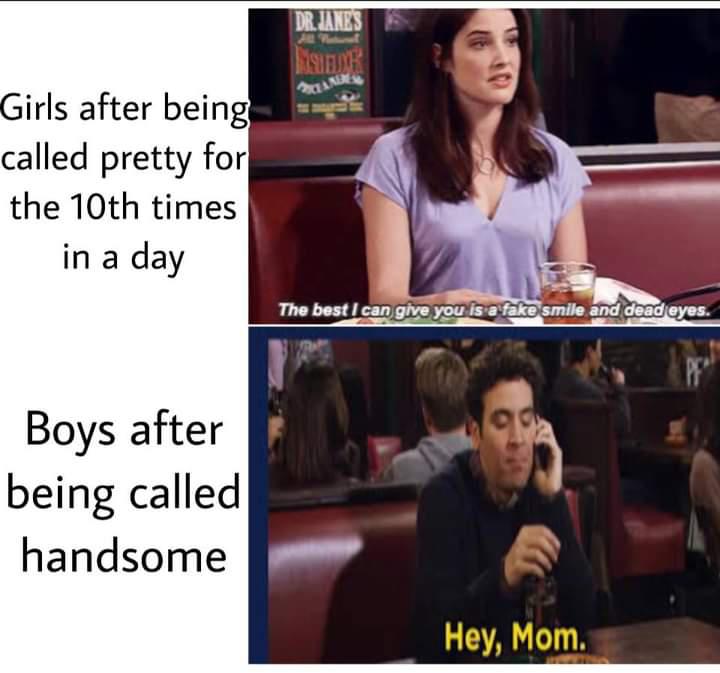 Girls after being
called pretty for
the 10th times
in a day
DR. JANE'S
The best I can give you is a fake smile and dead eyes.
Boys after
being called
handsome
Hey, Mom.